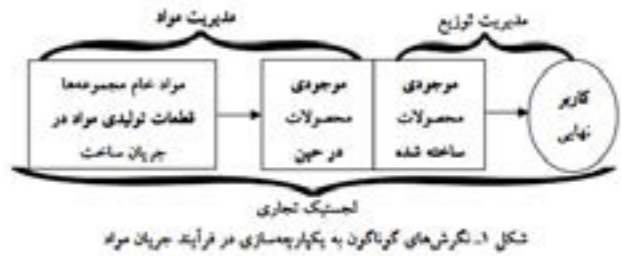 مدیریت مواد
مدیریت توزیع
مواد خام مجموعه‌ها
قطعات تولیدی مواد در
جریان ساخت
موجودی
محصولات
در حین
موجودی
محصولات
ساخته شده
کاربر
نهایی
لجستیک تجاری
شکل ۱ـ نگرش‌های گوناگون به یکپارچه‌سازی در فرآیند جریان مواد